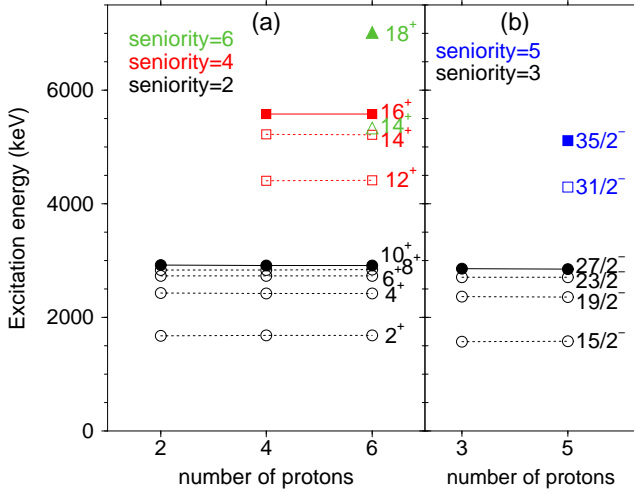 (a)
(b)
seniority=6
seniority=4
seniority=2
seniority=5
seniority=3
18⁺
16⁺
14⁺
14⁺
12⁺
10⁺
8⁺
6⁺
4⁺
2⁺
35/2⁻
31/2⁻
27/2⁻
23/2⁻
19/2⁻
15/2⁻
Excitation energy (keV)
6000
4000
2000
0
2
4
6
3
5
number of protons
number of protons